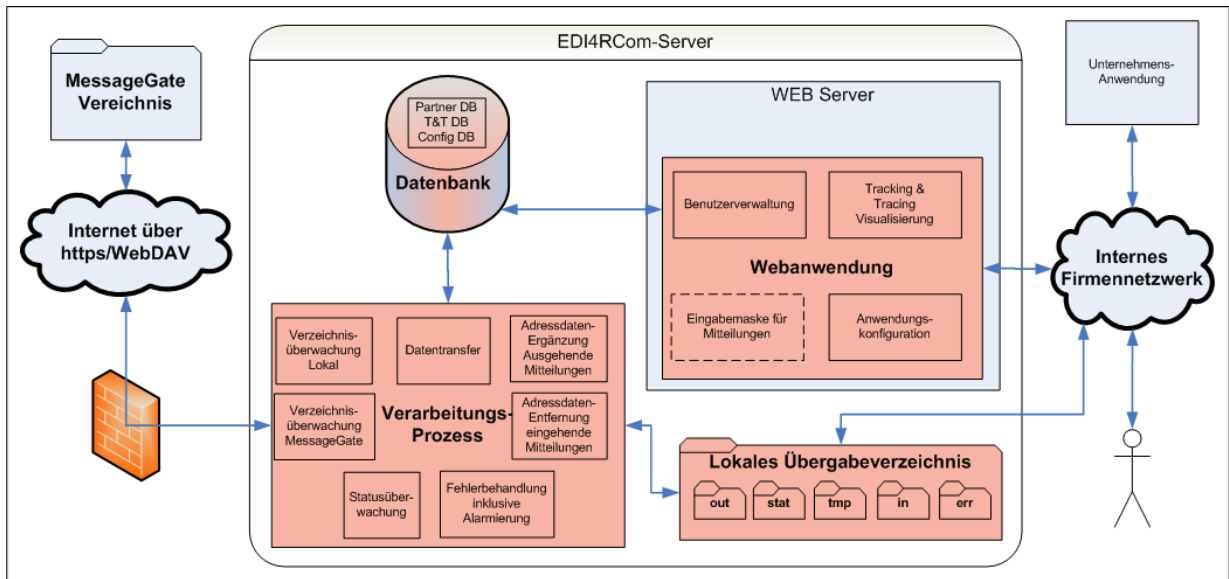 EDI4RCom-Server
MessageGate
Vereichnis
Internet über
https/WebDAV
Partner DB
T&T DB
Config DB
Datenbank
WEB Server
Benutzerverwaltung
Tracking &
Tracing
Visualisierung
Webanwendung
Eingabemaske für
Mitteilungen
Anwendungs-
konfiguration
Unternehmens-
Anwendung
Internes
Firmennetzwerk
Verzeichnis-
überwachung
Lokal
Datentransfer
Adressdaten-
Ergänzung
Ausgehende
Mitteilungen
Verzeichnis-
überwachung
MessageGate
Verarbeitungs-
Prozess
Adressdaten-
Entfernung
eingehende
Mitteilungen
Statusüber-
wachung
Fehlerbehandlung
inklusive
Alarmierung
Lokales Übergabeverzeichnis
out
stat
tmp
in
err